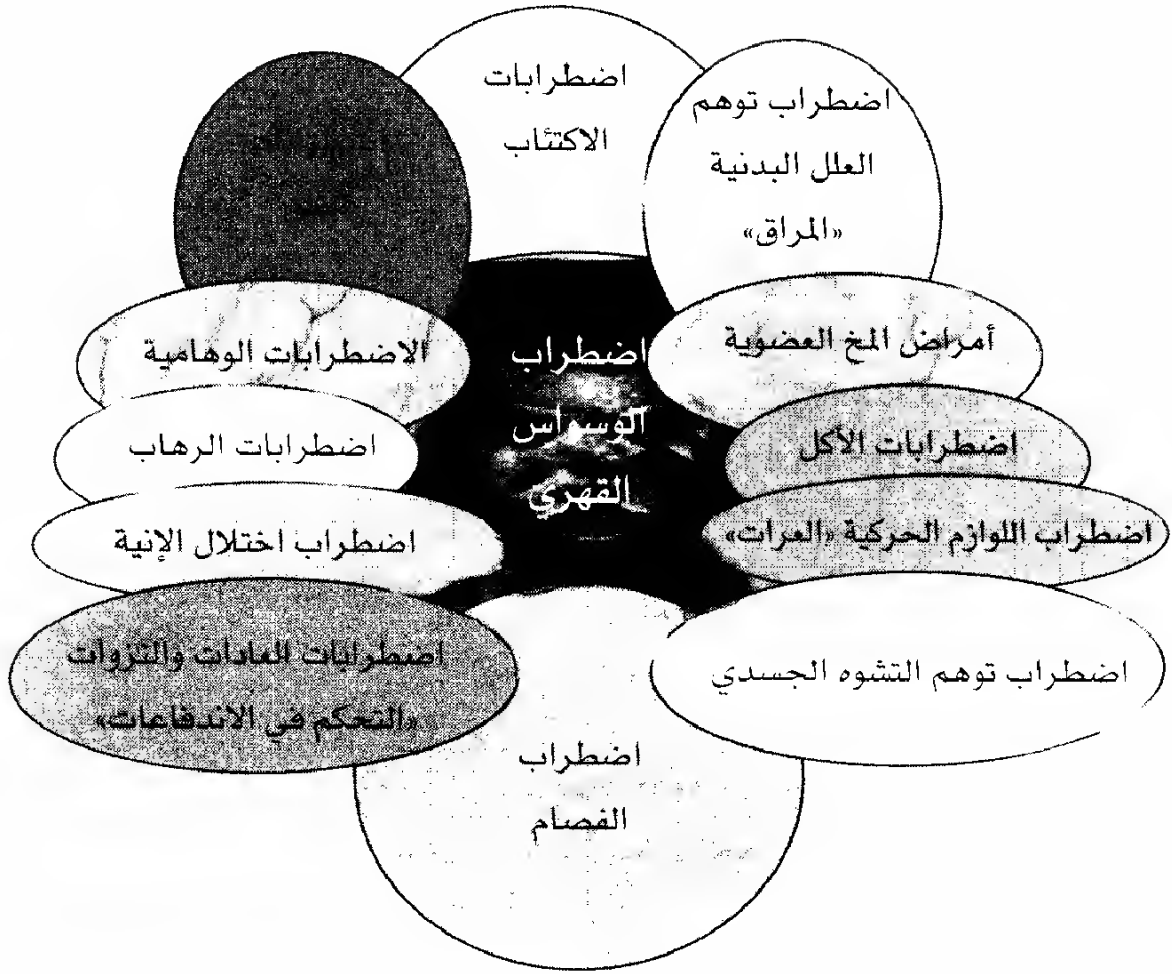 اضطرابات
الاكتئاب
اضطراب توهم
العلل البدنية
«المراق»
أمراض المخ العضوية
اضطرابات الأكل
اضطراب اللوازم الحركية «العرات»
اضطراب توهم التشوه الجسدي
اضطراب
الوسواس
القهري
الاضطرابات الوهامية
اضطرابات الرهاب
اضطراب اختلال الإنية
اضطرابات العادات والنزوات
«التحكم في الاندفاعات»
اضطراب
الفصام